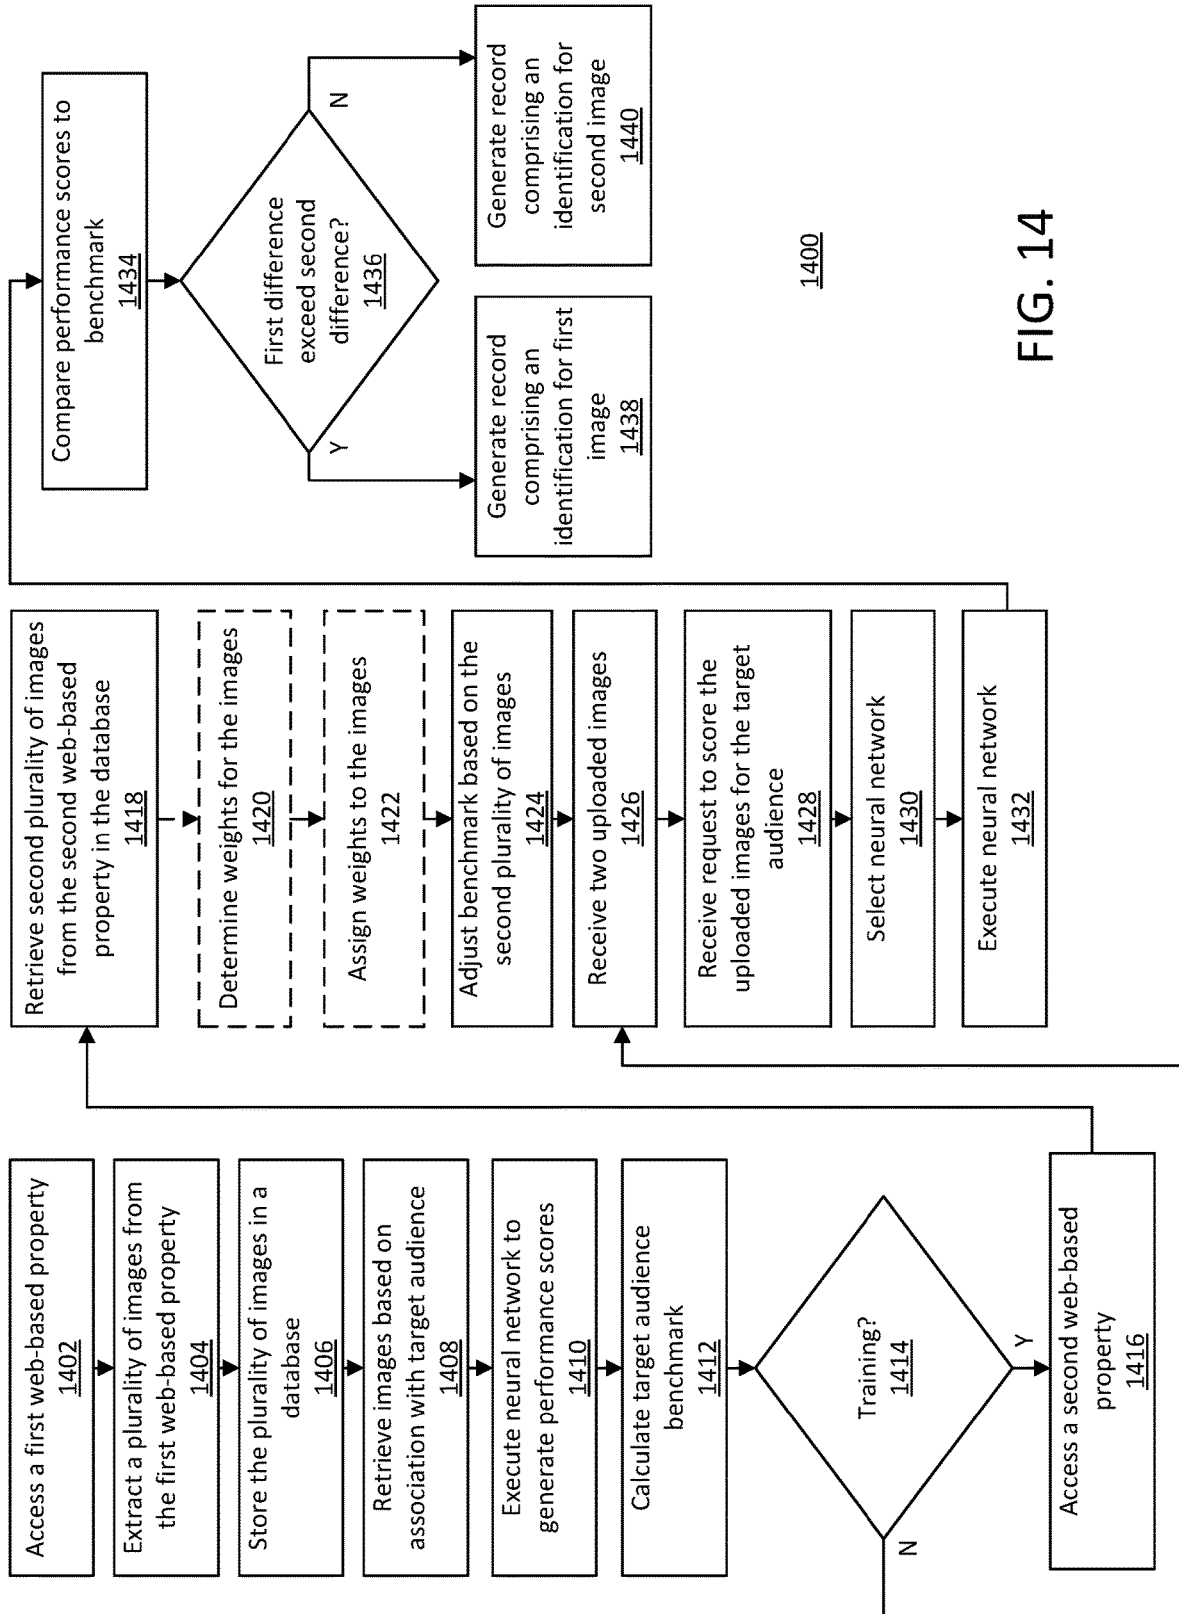 Access a first web-based property
1402
Extract a plurality of images from
the first web-based property
1404
Store the plurality of images in a
database
1406
Retrieve images based on
association with target audience
1408
Execute neural network to
generate performance scores
1410
Calculate target audience
benchmark
1412
Training?
1414
N
Y
Access a second web-based
property
1416
Retrieve second plurality of images
from the second web-based
property in the database
1418
Determine weights for the images
1420
Assign weights to the images
1422
Adjust benchmark based on the
second plurality of images
1424
Receive two uploaded images
1426
Receive request to score the
uploaded images for the target
audience
1428
Select neural network
1430
Execute neural network
1432
Compare performance scores to
benchmark
1434
First difference
exceed second
difference?
1436
Y
N
Generate record
comprising an
identification for first
image
1438
Generate record
comprising an
identification for
second image
1440
1400
FIG. 14